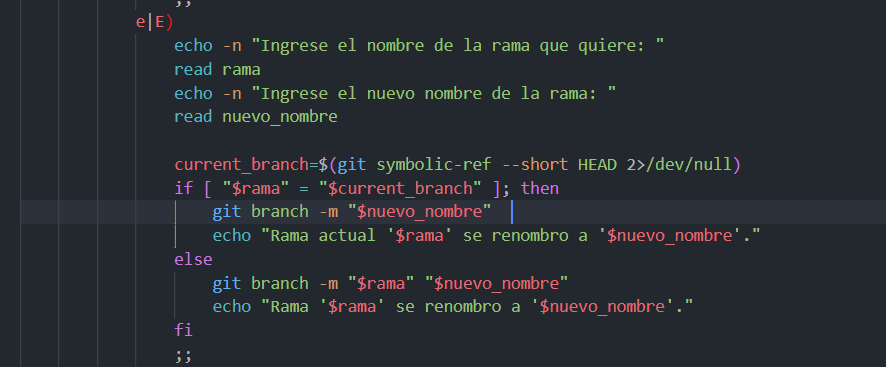 ;;
e|E)
echo -n "Ingrese el nombre de la rama que quiere: "
read rama
echo -n "Ingrese el nuevo nombre de la rama: "
read nuevo_nombre
current_branch=$(git symbolic-ref --short HEAD 2>/dev/null)
if [ "$rama" = "$current_branch" ]; then
git branch -m "$nuevo_nombre"
echo "Rama actual '$rama' se renombro a '$nuevo_nombre'."
else
git branch -m "$rama" "$nuevo_nombre"
echo "Rama '$rama' se renombro a '$nuevo_nombre'."
fi
;;